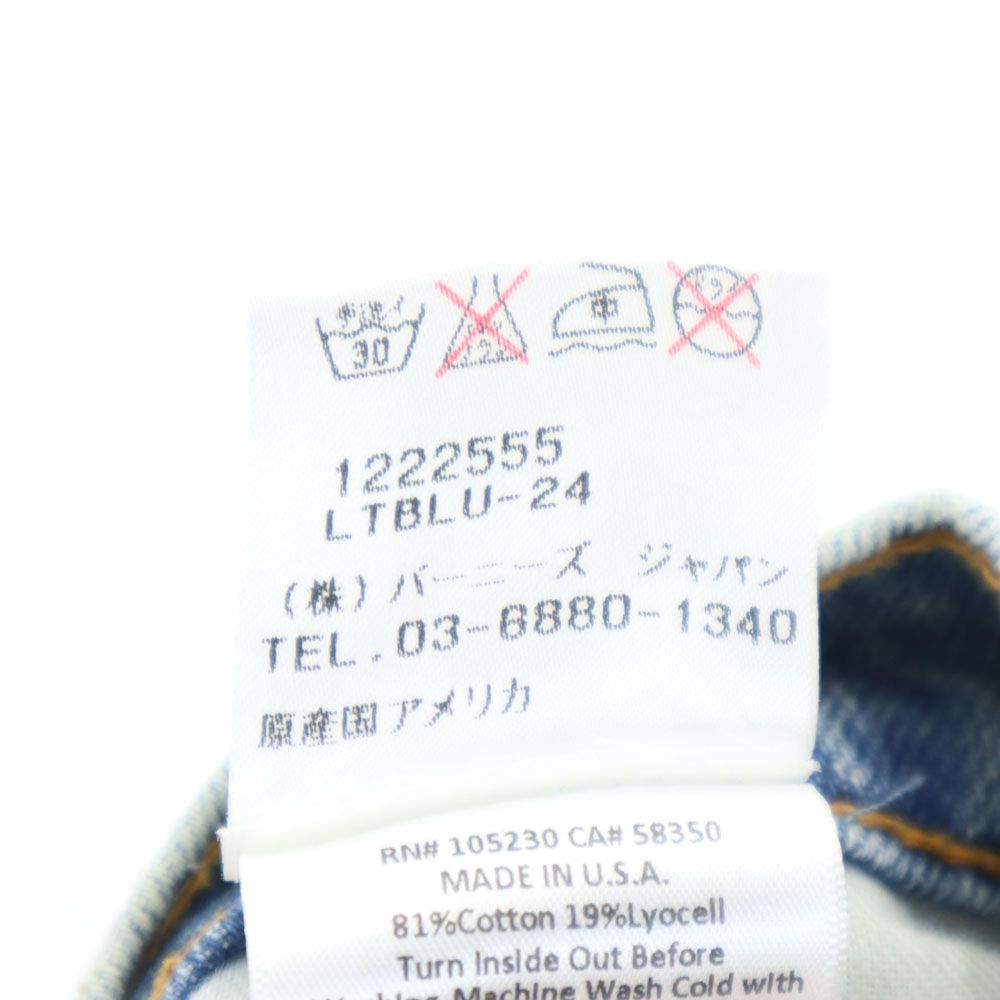 30
1222555
LTBLU-24
(株)バーニーズ ジャパン
TEL.03-6880-1340
原産国アメリカ
RN# 105230 CA# 58350
MADE IN U.S.A.
81%Cotton 19%Lyocell
Turn Inside Out Before
Machine Wash Cold with